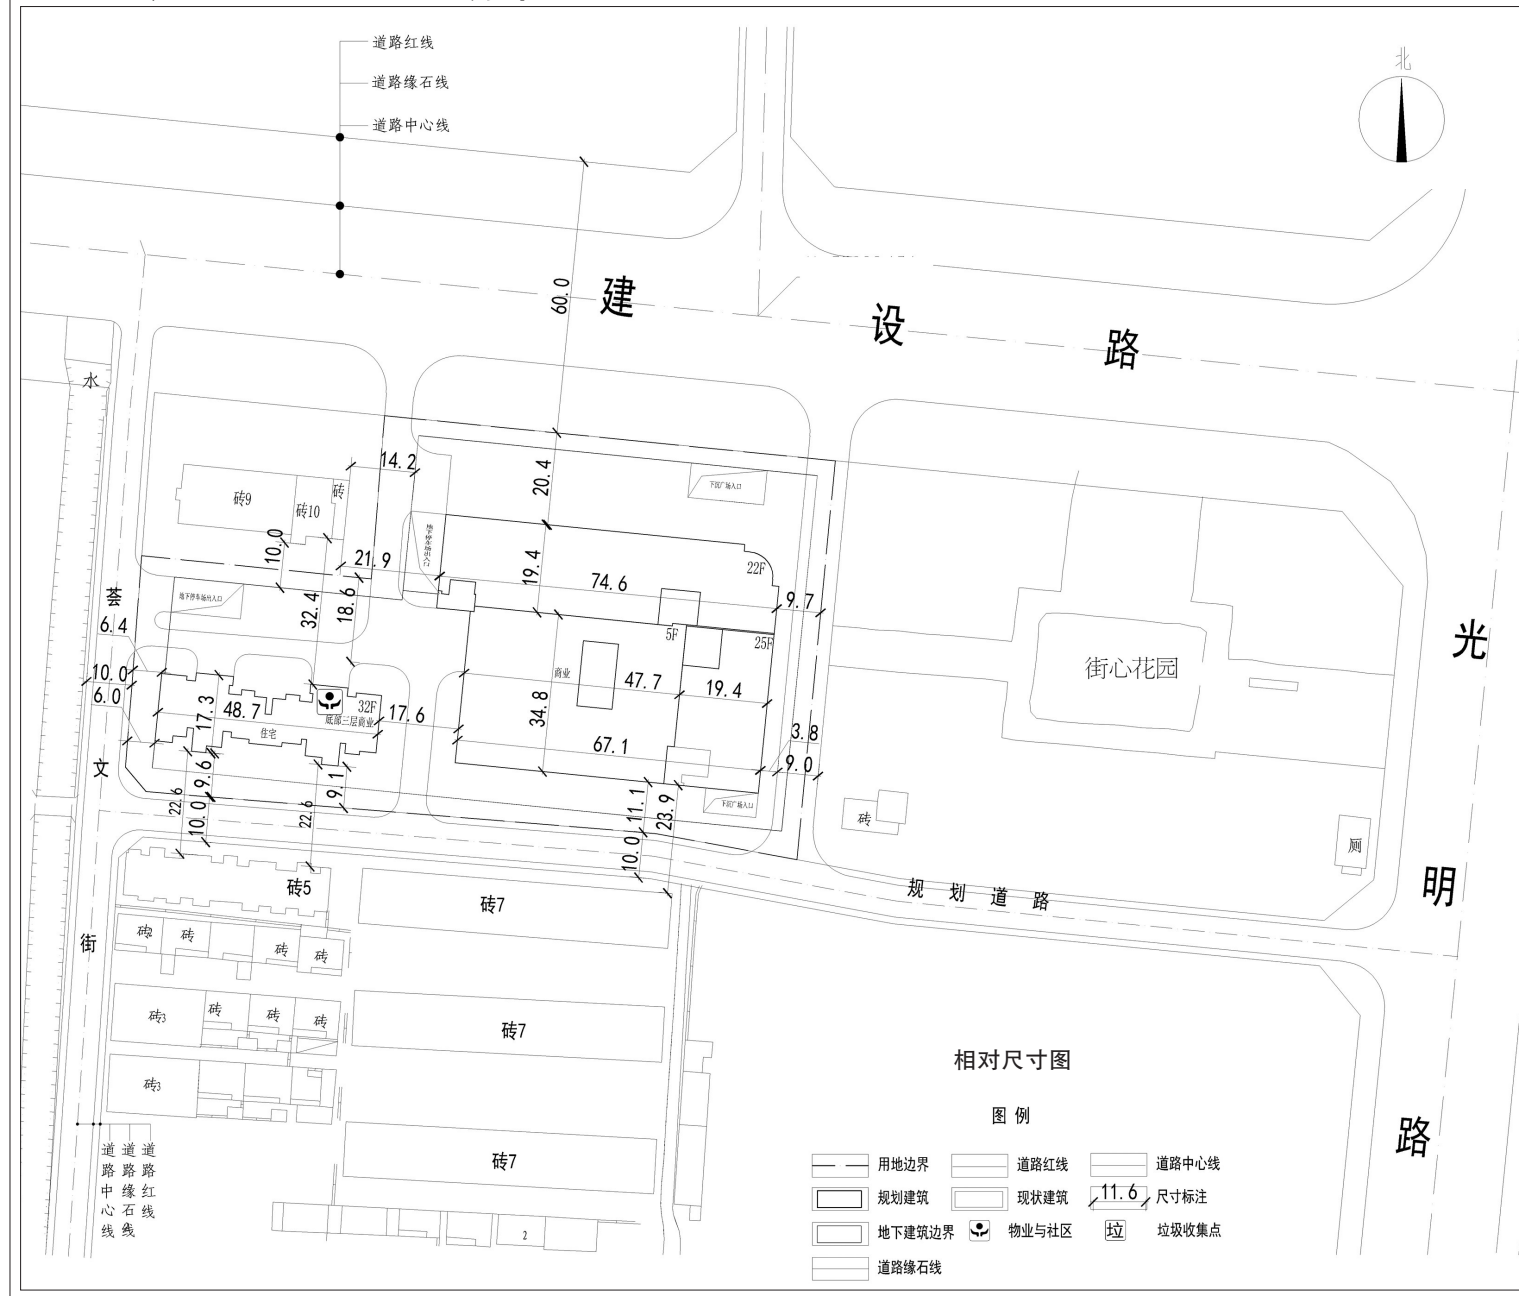 道路红线
道路缘石线
道路中心线
北
60.0
建设路
水
14.2
20.4
下沉广场入口
砖9
砖
砖10
地下停车场出入口
10.0
21.9
19.4
74.6
22F
9.7
荟文街
地下停车场出入口
32.4
18.6
6.4
5F
25F
光明路
10.0
商业
47.7
19.4
街心花园
6.0
17.3
48.7
32F
底部三层商业
17.6
34.8
住宅
67.1
3.8
9.0
22.6
9.6
10.0
22.6
9.1
11.1
23.9
下沉广场入口
10.0
砖
厕
规划道路
砖5
砖7
砖2
砖
砖
砖
砖3
砖
砖
砖
砖7
砖3
砖7
2
道路中心线
道路缘石线
道路红线
相对尺寸图
图例
用地边界
道路红线
道路中心线
规划建筑
现状建筑
11.6
尺寸标注
地下建筑边界
物业与社区
垃
垃圾收集点
道路缘石线